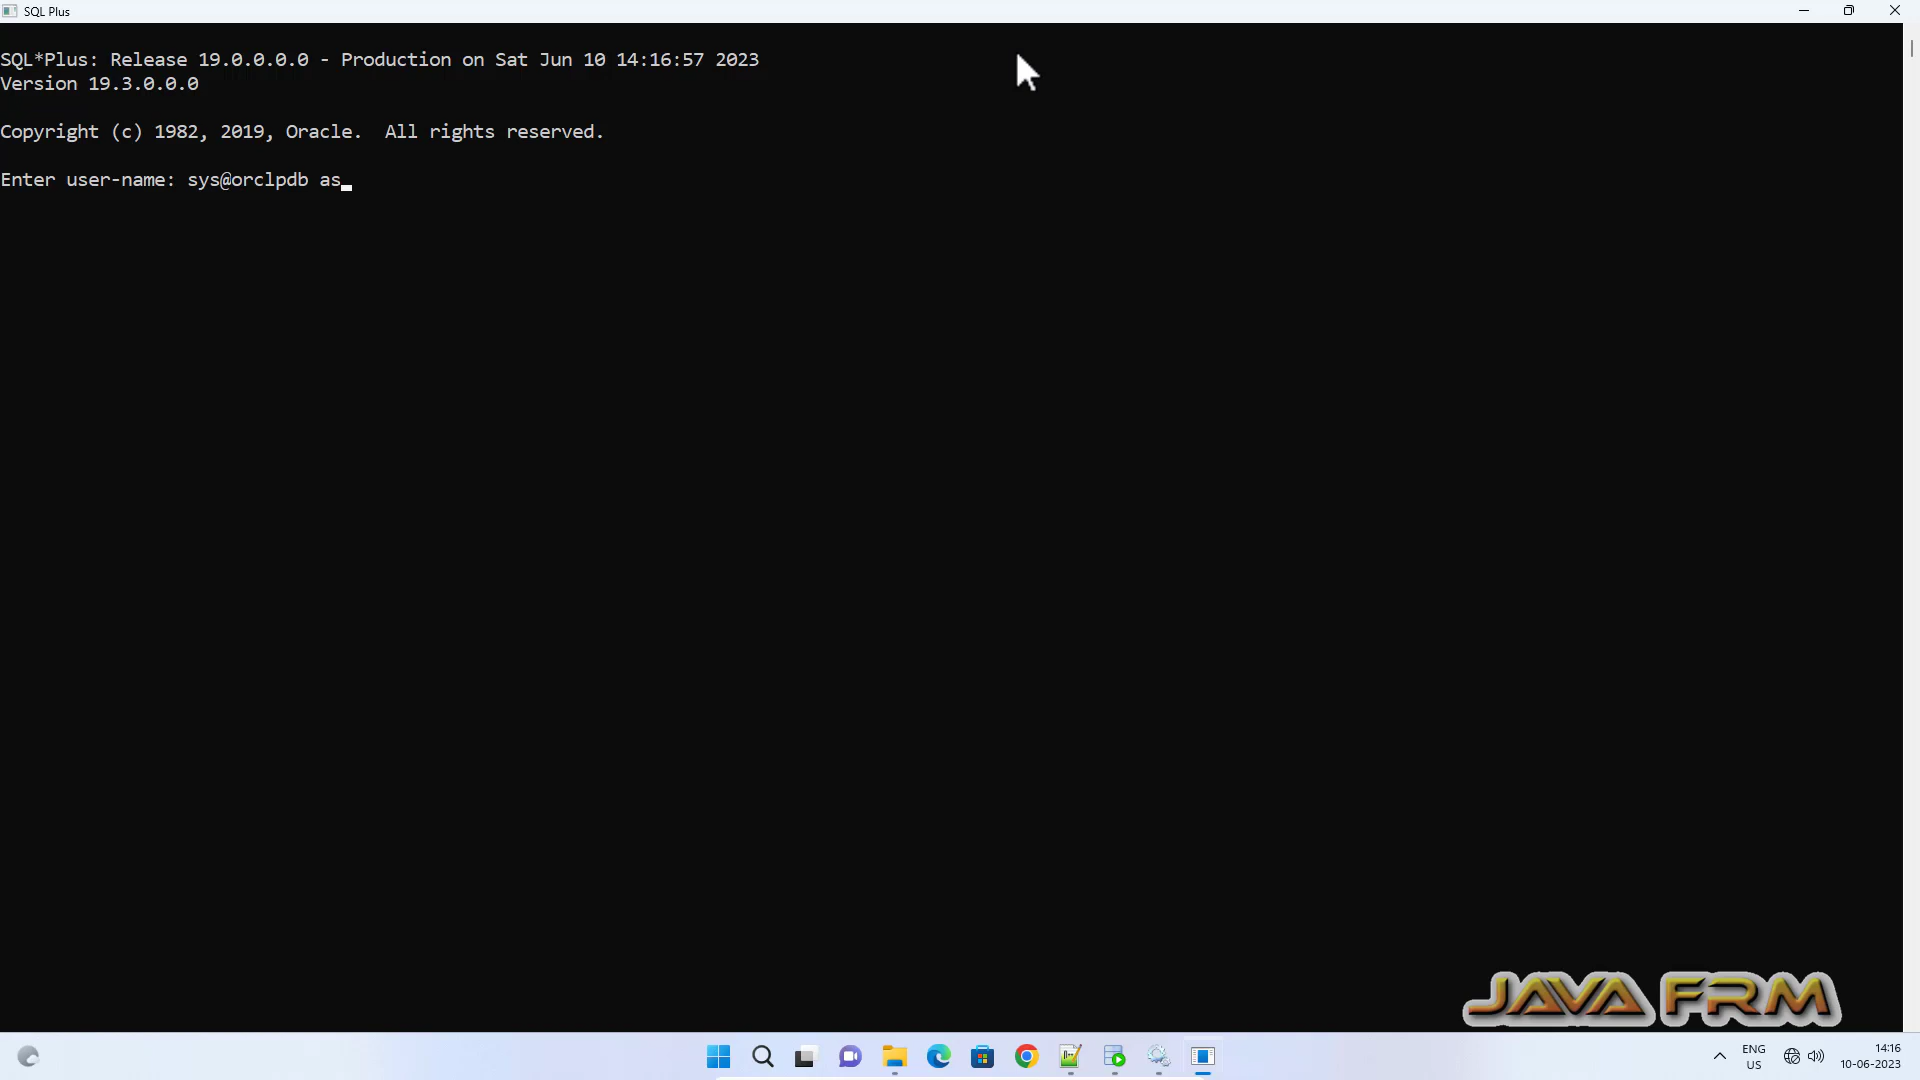 SQL Plus
SQL*Plus: Release 19.0.0.0.0 - Production on Sat Jun 10 14:16:57 2023
Version 19.3.0.0.0
Copyright (c) 1982, 2019, Oracle.  All rights reserved.
Enter user-name: sys@orclpdb as
JAVA FRM
ENG
US
14:16
10-06-2023